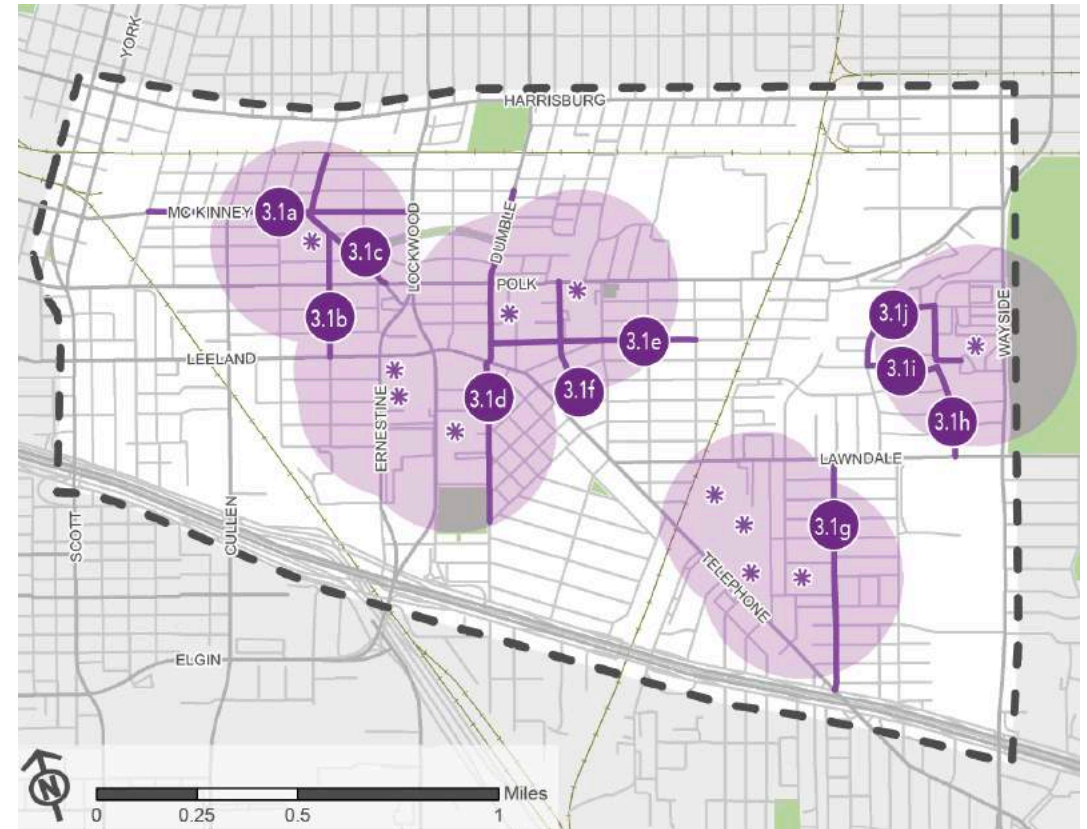 YORK
HARRISBURG
MC KINNEY
3.1a
LOCKWOOD
DUMBLE
3.1c
POLK
3.1b
3.1j
WAYSIDE
3.1e
LEELAND
3.1i
3.1d
3.1f
ERNESTINE
3.1h
LAWNDALE
SCOTT
CULLEN
3.1g
TELEPHONE
ELGIN
N
Miles
0 0.25 0.5 1